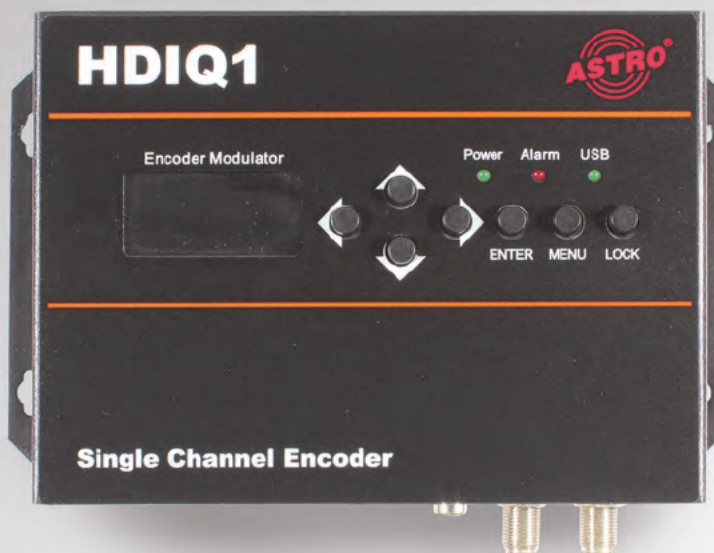 HDIQ1
ASTRO®
Encoder Modulator
Power Alarm USB
ENTER MENU LOCK
Single Channel Encoder